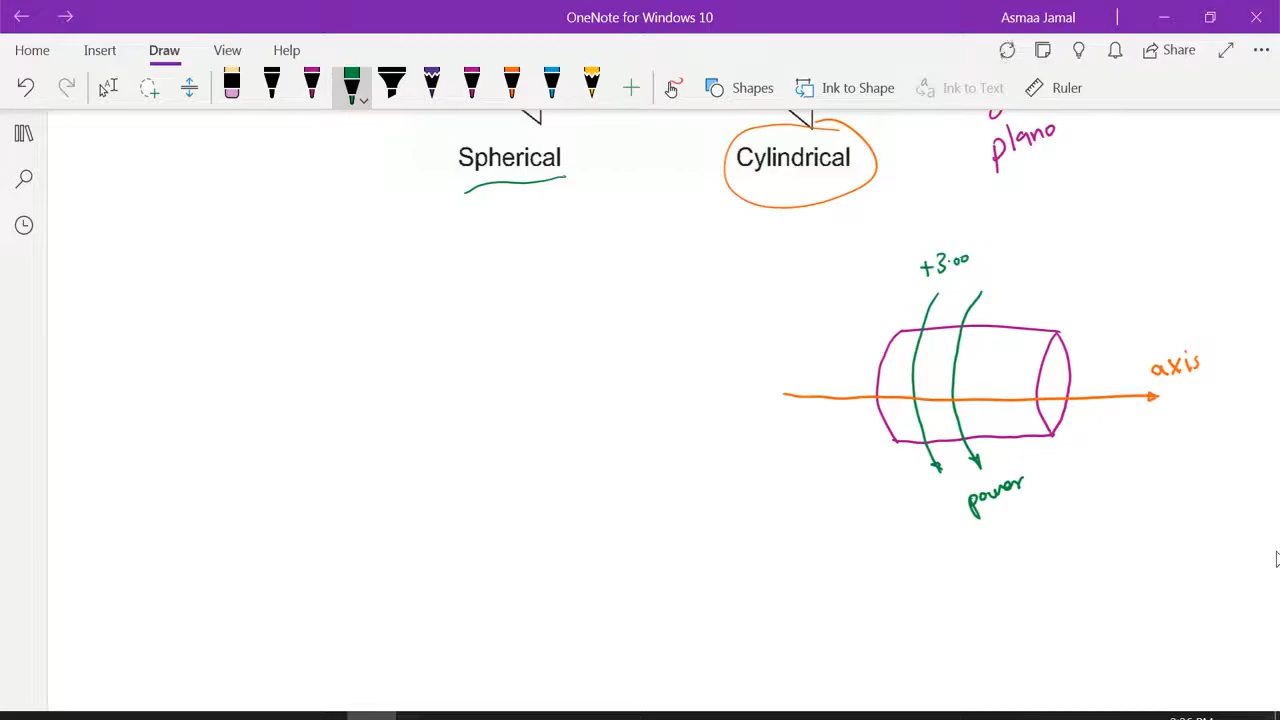 OneNote for Windows 10
Asmaa Jamal
Home Insert Draw View Help
Share
Shapes Ink to Shape Ink to Text Ruler
plano
Spherical Cylindrical
+3.00
axis
power